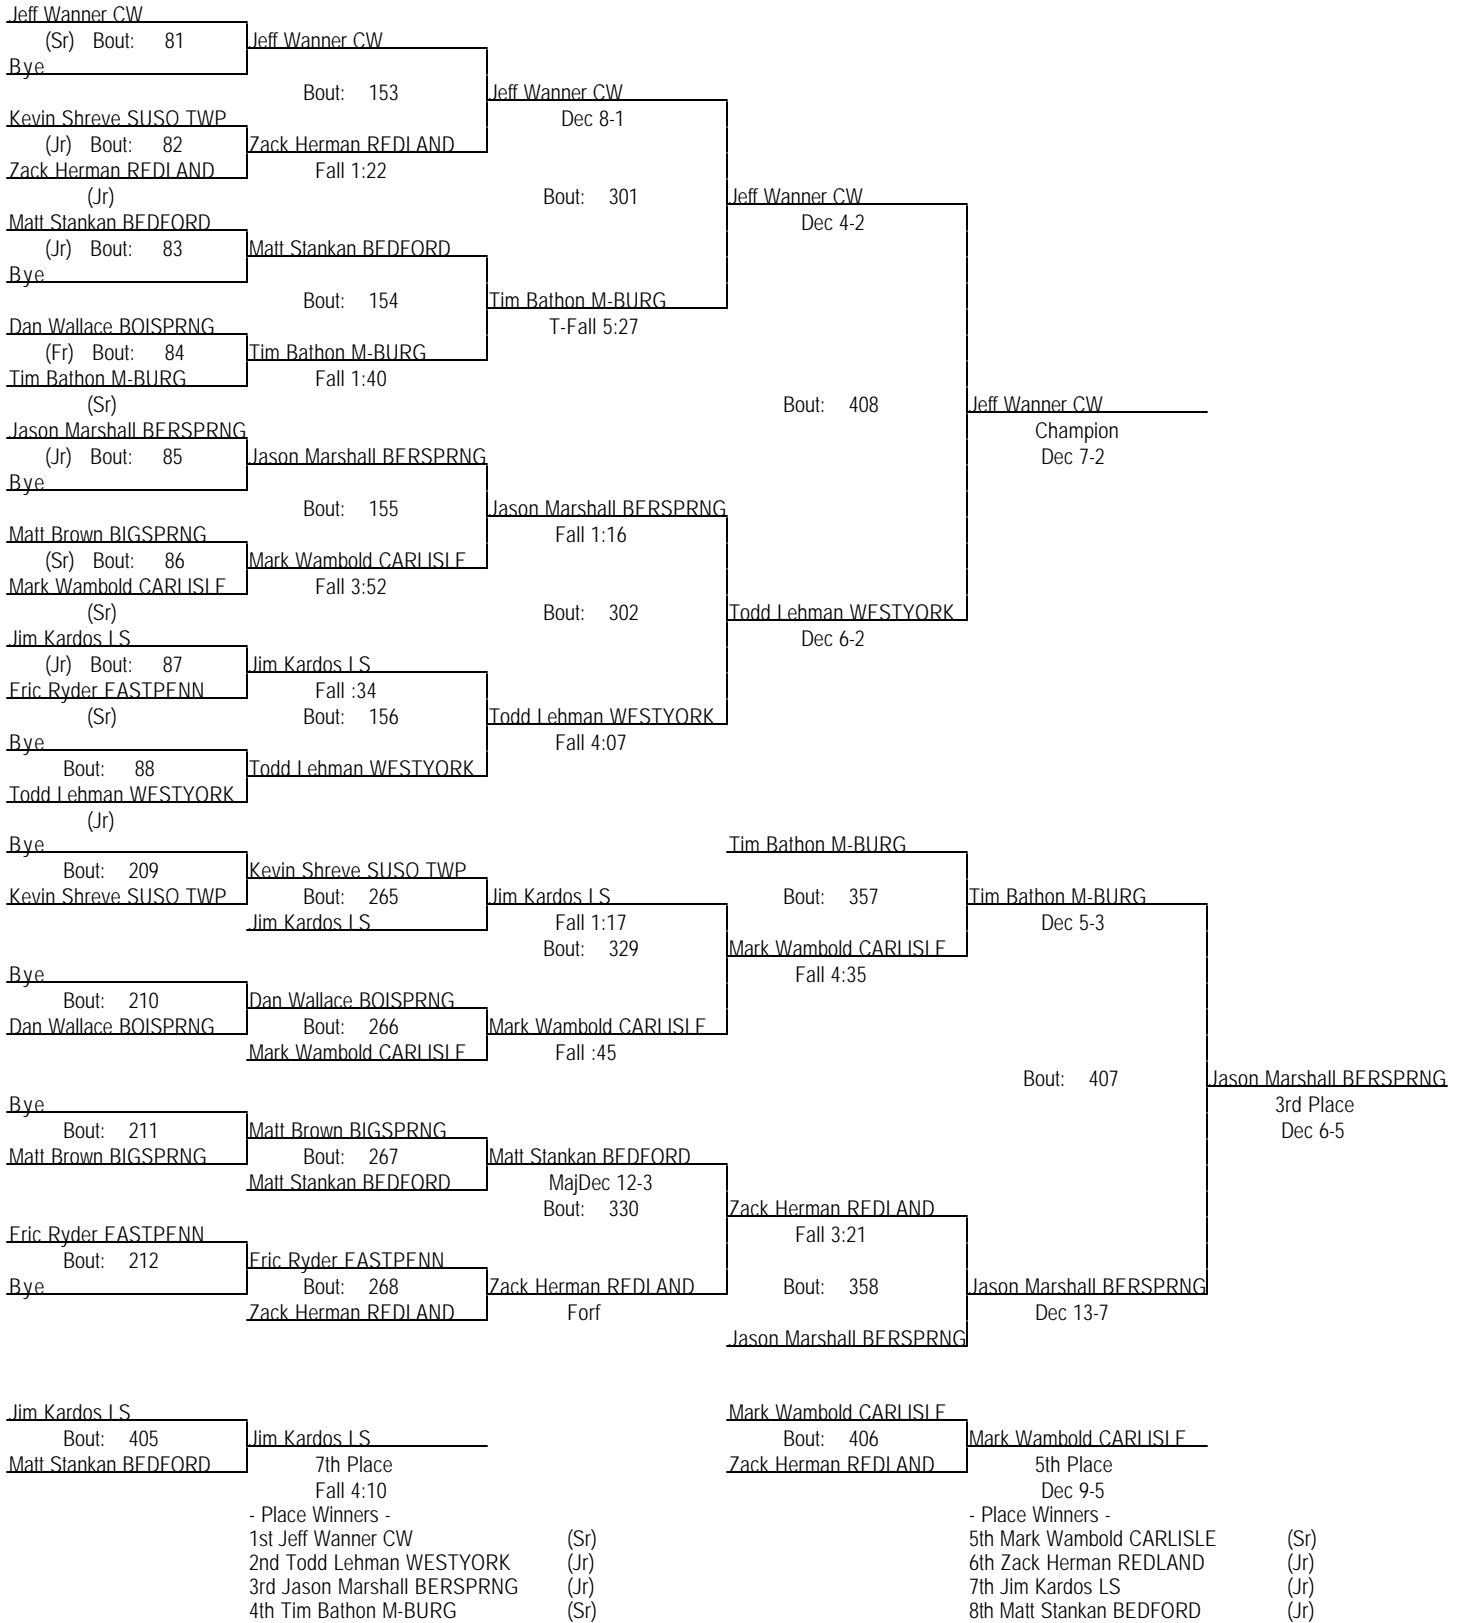 Jeff Wanner CW
(Sr) Bout: 81 Jeff Wanner CW
Bye
Bout: 153 Jeff Wanner CW
Kevin Shreve SUSQ TWP Dec 8-1
(Jr) Bout: 82 Zack Herman REDLAND
Zack Herman REDLAND Fall 1:22
(Jr) Bout: 301 Jeff Wanner CW
Matt Stankan BEDFORD Dec 4-2
(Jr) Bout: 83 Matt Stankan BEDFORD
Bye
Bout: 154 Tim Bathon M-BURG
Dan Wallace BOISPRNG T-Fall 5:27
(Fr) Bout: 84 Tim Bathon M-BURG
Tim Bathon M-BURG Fall 1:40
(Sr) Bout: 408 Jeff Wanner CW
Jason Marshall BERSPRNG Champion
(Jr) Bout: 85 Jason Marshall BERSPRNG Dec 7-2
Bye
Bout: 155 Jason Marshall BERSPRNG
Matt Brown BIGSPRNG Fall 1:16
(Sr) Bout: 86 Mark Wambold CARLISLE
Mark Wambold CARLISLE Fall 3:52
(Sr) Bout: 302 Todd Lehman WESTYORK
Jim Kardos LS Dec 6-2
(Jr) Bout: 87 Jim Kardos LS
Eric Ryder EASTPENN Fall :34
(Sr) Bout: 156 Todd Lehman WESTYORK
Bye Fall 4:07
Bout: 88 Todd Lehman WESTYORK
Todd Lehman WESTYORK
(Jr)
Bye Tim Bathon M-BURG
Bout: 209 Kevin Shreve SUSQ TWP
Kevin Shreve SUSQ TWP Bout: 265 Jim Kardos LS Bout: 357 Tim Bathon M-BURG
Jim Kardos LS Fall 1:17 Dec 5-3
Bout: 329 Mark Wambold CARLISLE
Bye Fall 4:35
Bout: 210 Dan Wallace BOISPRNG
Dan Wallace BOISPRNG Bout: 266 Mark Wambold CARLISLE
Mark Wambold CARLISLE Fall :45
Bout: 407 Jason Marshall BERSPRNG
Bye 3rd Place
Bout: 211 Matt Brown BIGSPRNG Dec 6-5
Matt Brown BIGSPRNG Bout: 267 Matt Stankan BEDFORD
Matt Stankan BEDFORD MajDec 12-3
Bout: 330 Zack Herman REDLAND
Eric Ryder EASTPENN Fall 3:21
Bout: 212 Eric Ryder EASTPENN
Bye Bout: 268 Zack Herman REDLAND Bout: 358 Jason Marshall BERSPRNG
Zack Herman REDLAND Forf Dec 13-7
Jason Marshall BERSPRNG
Jim Kardos LS Mark Wambold CARLISLE
Bout: 405 Jim Kardos LS Bout: 406 Mark Wambold CARLISLE
Matt Stankan BEDFORD 7th Place Zack Herman REDLAND 5th Place
Fall 4:10 Dec 9-5
- Place Winners - - Place Winners -
1st Jeff Wanner CW (Sr) 5th Mark Wambold CARLISLE (Sr)
2nd Todd Lehman WESTYORK (Jr) 6th Zack Herman REDLAND (Jr)
3rd Jason Marshall BERSPRNG (Jr) 7th Jim Kardos LS (Jr)
4th Tim Bathon M-BURG (Sr) 8th Matt Stankan BEDFORD (Jr)